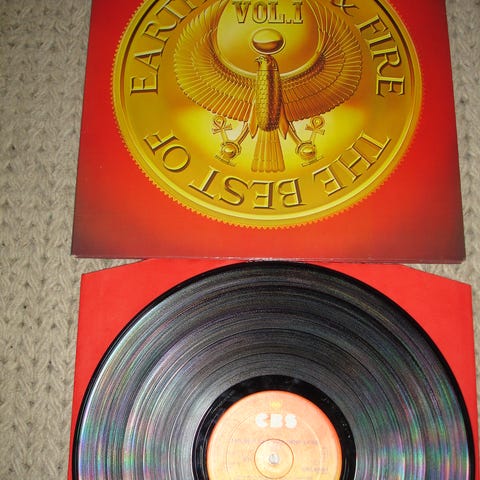 THE BEST OF
EARTH
& FIRE
VOL.I
CBS